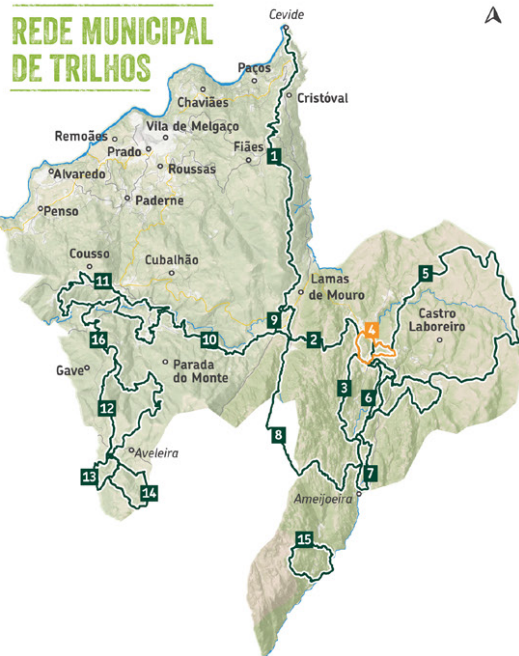 REDE MUNICIPAL
DE TRILHOS
Cevide
Paços
Cristóval
Chaviães
Vila de Melgaço
Remoães
Prado
Fiães
1
Roussas
Alvaredo
Paderne
Penso
Cousso
Cubalhão
11
Lamas
de Mouro
5
Castro
Laboreiro
9
4
2
10
16
Gave
Parada
do Monte
3
6
12
8
Aveleira
13
14
7
Ameijoeira
15